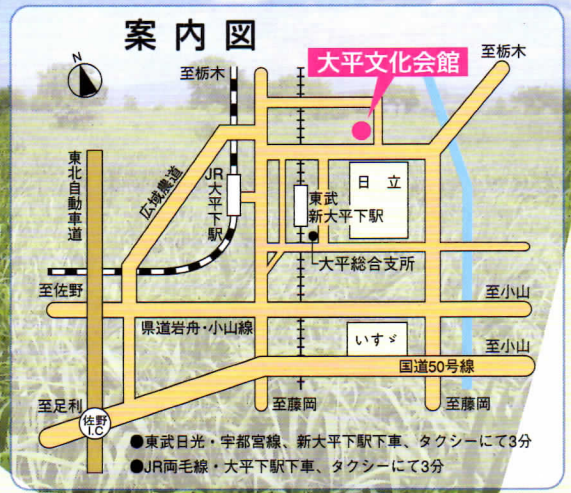 案内図
N
至栃木
大平文化会館
至栃木
東北自動車道
広域農道
JR大平下駅
日立
東武
新大平下駅
大平総合支所
至佐野
至小山
県道岩舟・小山線
いすゞ
至小山
国道50号線
至足利
佐野
I.C
至藤岡
至藤岡
●東武日光・宇都宮線、新大平下駅下車、タクシーにて3分
●JR両毛線・大平下駅下車、タクシーにて3分